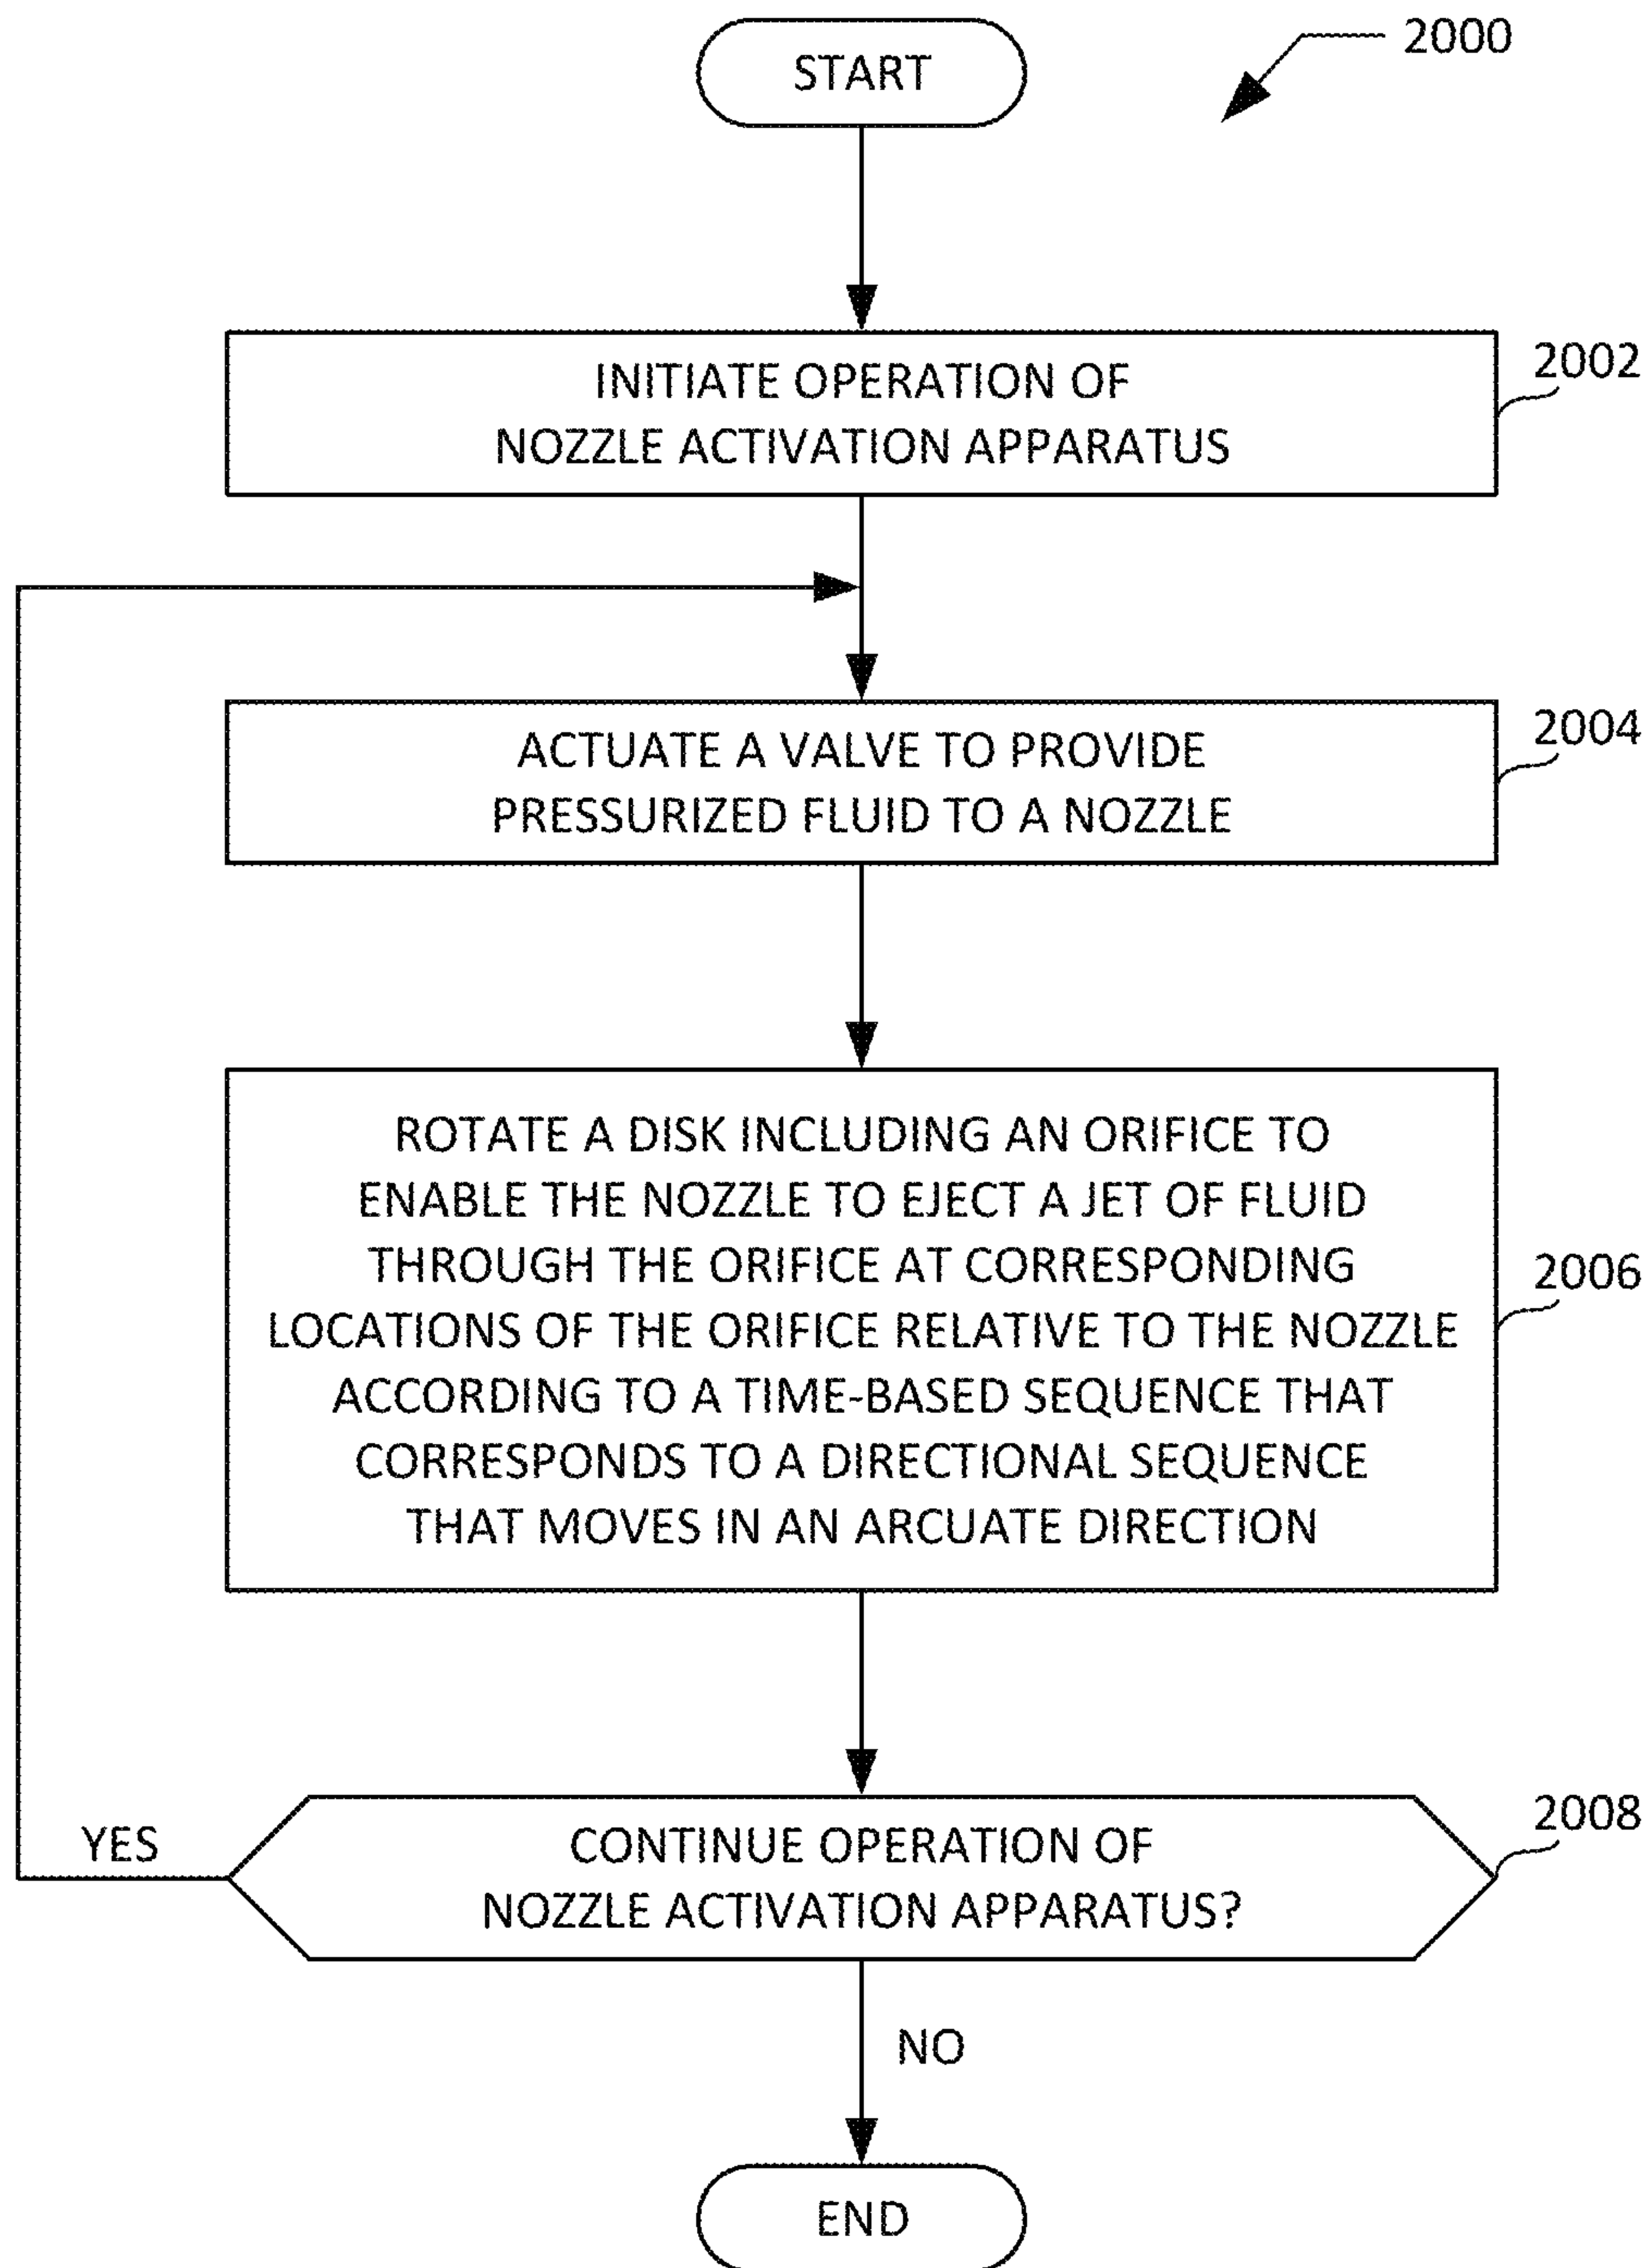 START
2000
INITIATE OPERATION OF
NOZZLE ACTIVATION APPARATUS
2002
ACTUATE A VALVE TO PROVIDE
PRESSURIZED FLUID TO A NOZZLE
2004
ROTATE A DISK INCLUDING AN ORIFICE TO
ENABLE THE NOZZLE TO EJECT A JET OF FLUID
THROUGH THE ORIFICE AT CORRESPONDING
LOCATIONS OF THE ORIFICE RELATIVE TO THE NOZZLE
ACCORDING TO A TIME-BASED SEQUENCE THAT
CORRESPONDS TO A DIRECTIONAL SEQUENCE
THAT MOVES IN AN ARCUATE DIRECTION
2006
YES
CONTINUE OPERATION OF
NOZZLE ACTIVATION APPARATUS?
2008
NO
END